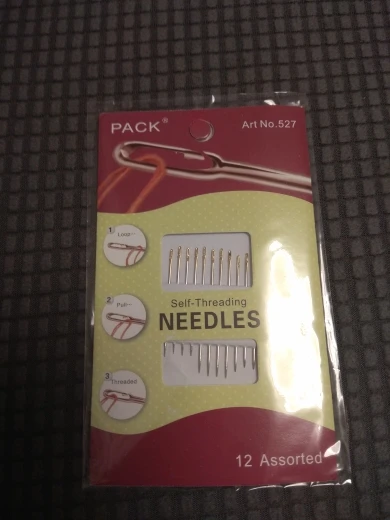 PACK®
Art No.527
1 Loop
2 Pull
Self-Threading
NEEDLES
3 Threaded
12 Assorted